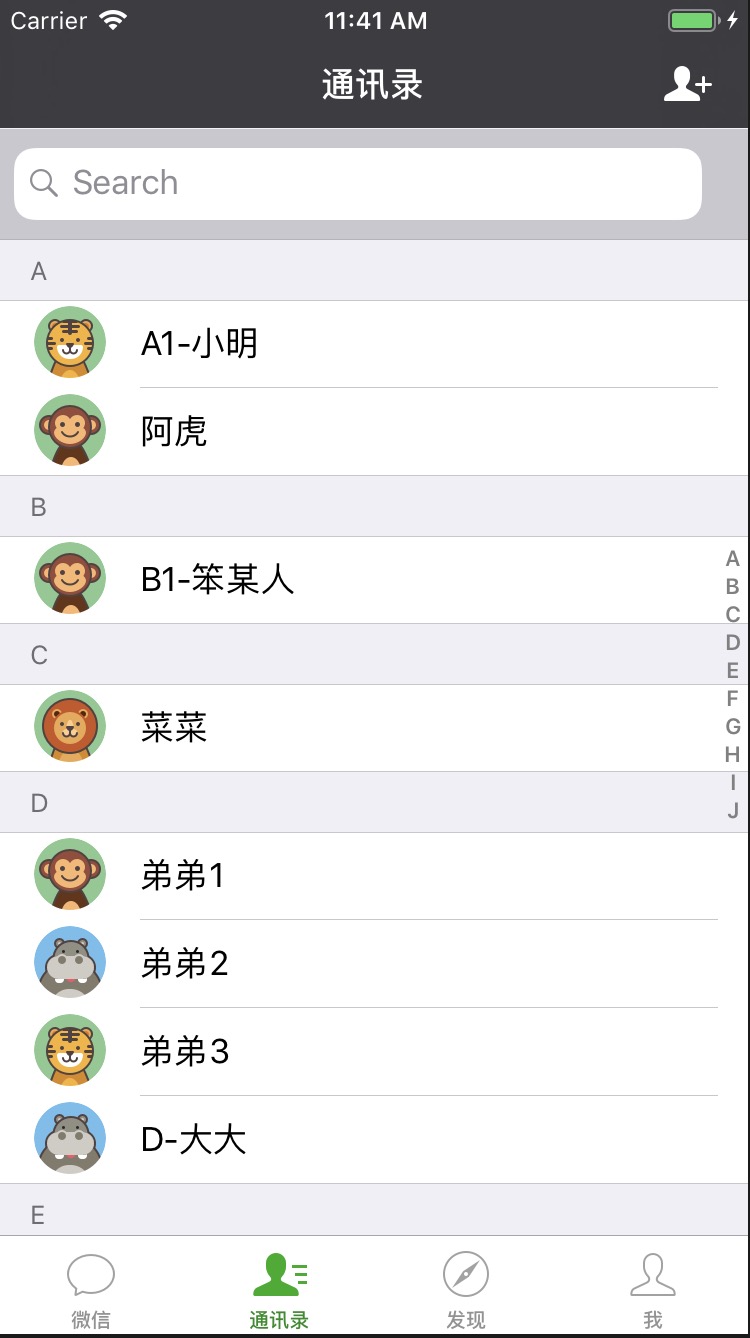 Carrier 11:41 AM
通讯录
Search
A
A1-小明
阿虎
B
B1-笨某人
C
菜菜
D
弟弟1
弟弟2
弟弟3
D-大大
E
A
B
C
D
E
F
G
H
I
J
微信 通讯录 发现 我